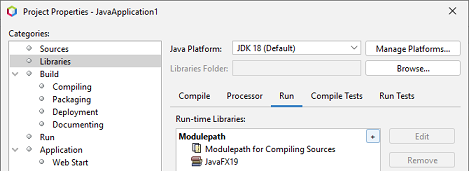 Project Properties - JavaApplication1
Categories:
Sources
Libraries
Build
Compiling
Packaging
Deployment
Documenting
Run
Application
Web Start
Java Platform:
JDK 18 (Default)
Manage Platforms...
Libraries Folder:
Browse...
Compile Processor Run Compile Tests Run Tests
Run-time Libraries:
Modulepath
+
Edit
Modulepath for Compiling Sources
JavaFX19
Remove